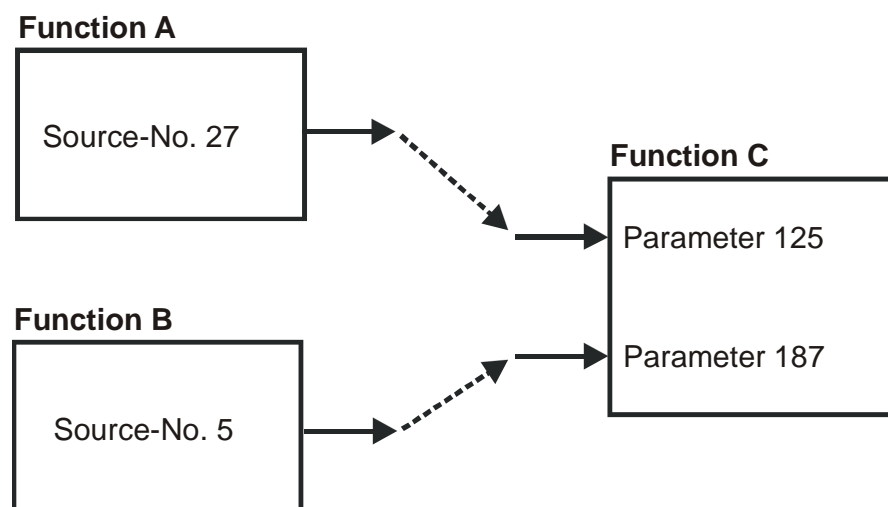 Function A
Source-No. 27
Function C
Parameter 125
Function B
Parameter 187
Source-No. 5